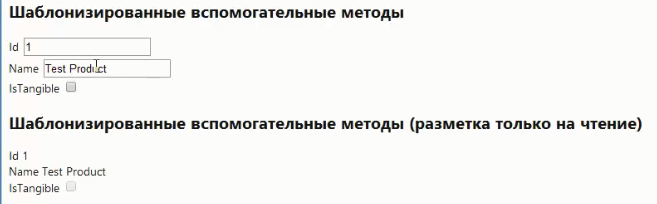 Шаблонизированные вспомогательные методы
Id 1
Name Test Product
IsTangible
Шаблонизированные вспомогательные методы (разметка только на чтение)
Id 1
Name Test Product
IsTangible